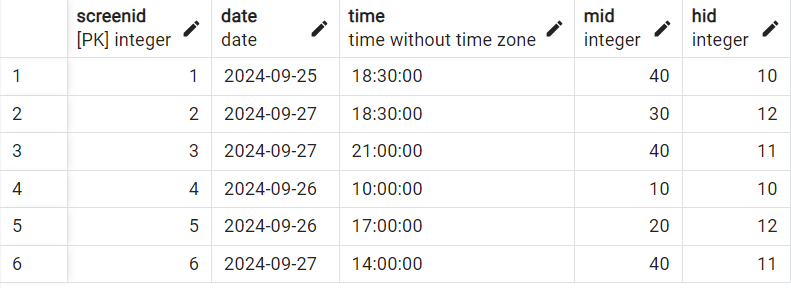 screenid date time mid hid
[PK] integer date time without time zone integer integer
1 1 2024-09-25 18:30:00 40 10
2 2 2024-09-27 18:30:00 30 12
3 3 2024-09-27 21:00:00 40 11
4 4 2024-09-26 10:00:00 10 10
5 5 2024-09-26 17:00:00 20 12
6 6 2024-09-27 14:00:00 40 11